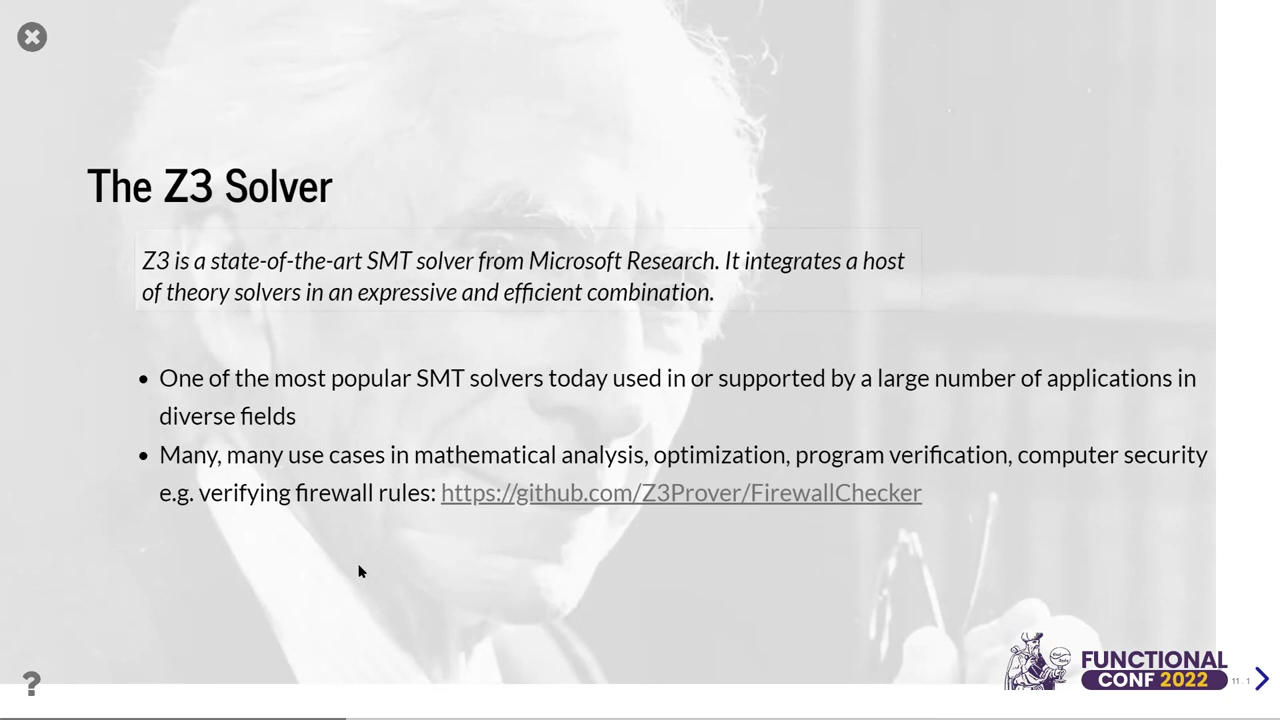 The Z3 Solver
Z3 is a state-of-the-art SMT solver from Microsoft Research. It integrates a host
of theory solvers in an expressive and efficient combination.
• One of the most popular SMT solvers today used in or supported by a large number of applications in
diverse fields
• Many, many use cases in mathematical analysis, optimization, program verification, computer security
e.g. verifying firewall rules: https://github.com/Z3Prover/FirewallChecker
FUNCTIONAL
CONF 2022
11.1
?